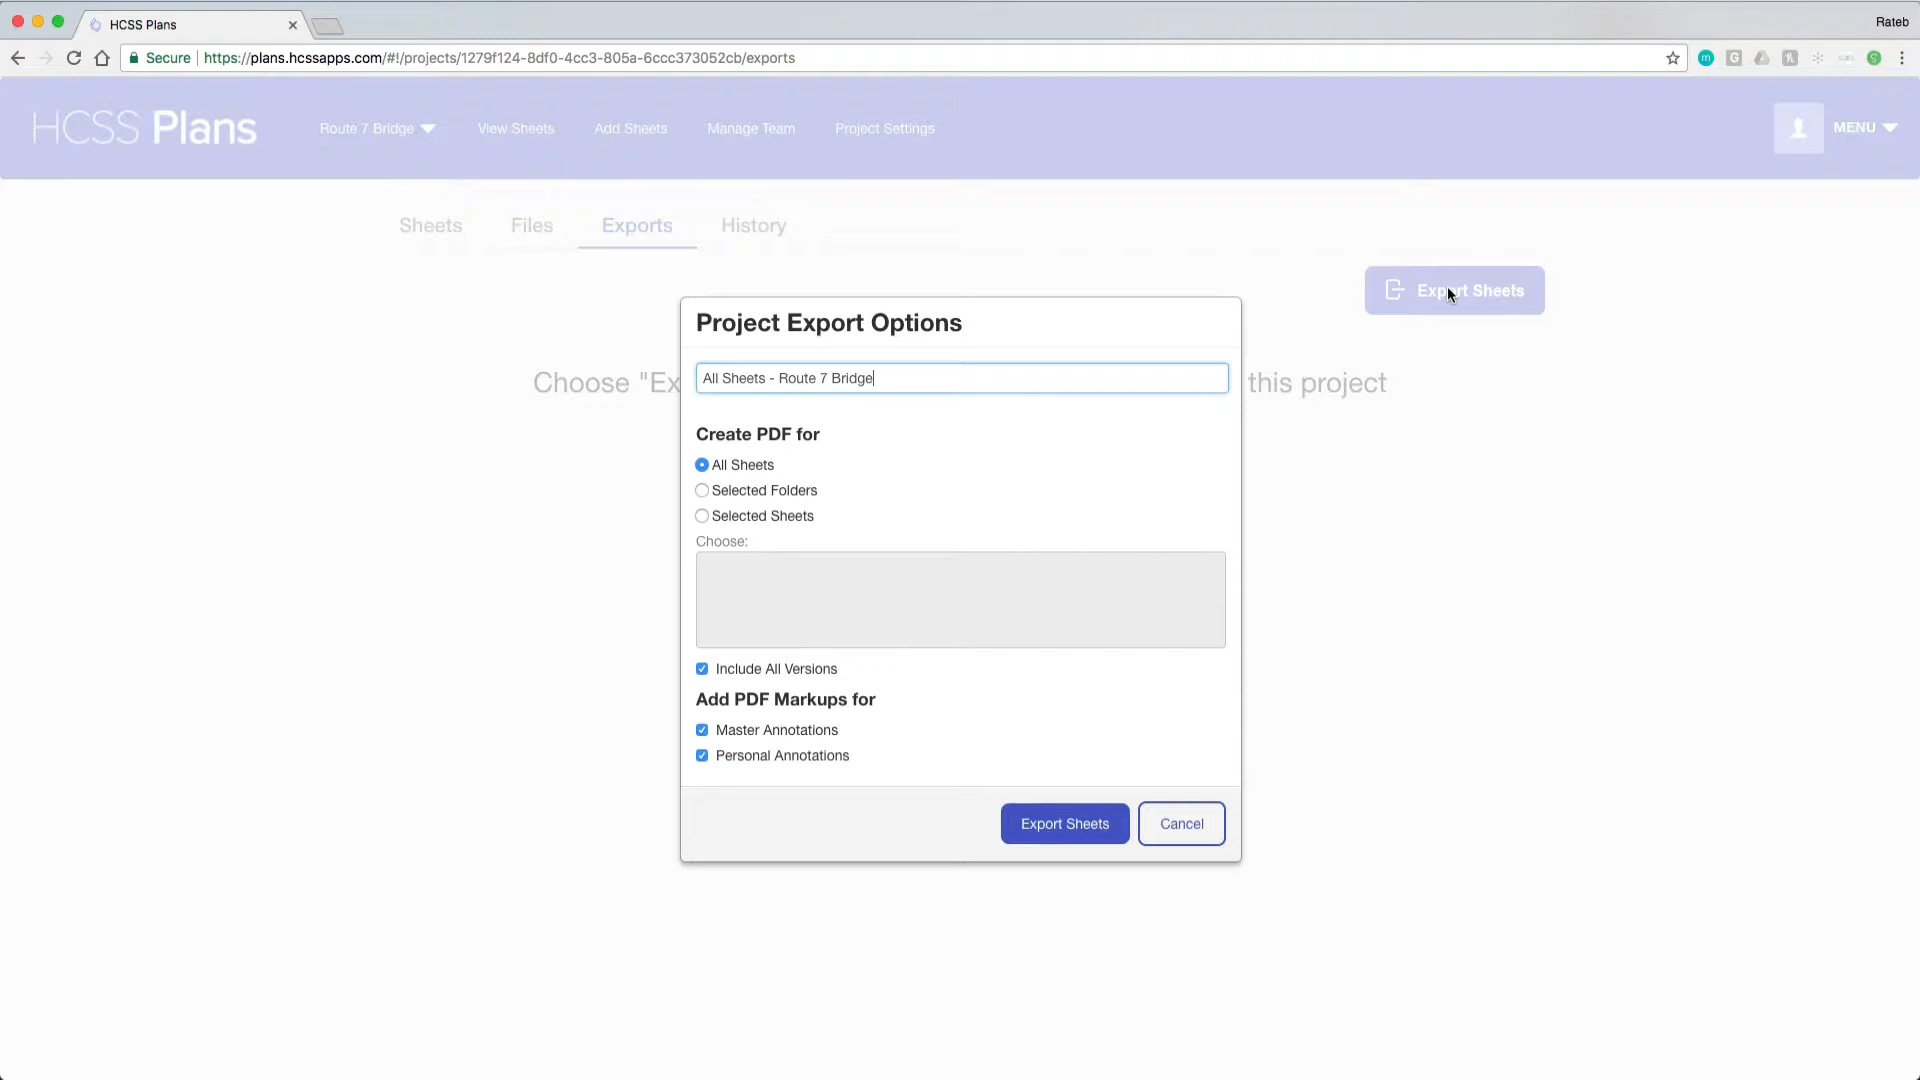 HCSS Plans
Rateb
Secure https://plans.hcssapps.com/#!/projects/1279f124-8df0-4cc3-805a-6ccc373052cb/exports
HCSS Plans
Route 7 Bridge
View Sheets
Add Sheets
Manage Team
Project Settings
MENU
Sheets
Files
Exports
History
Export Sheets
Choose "Ex
this project
Project Export Options
All Sheets - Route 7 Bridge
Create PDF for
All Sheets
Selected Folders
Selected Sheets
Choose:
Include All Versions
Add PDF Markups for
Master Annotations
Personal Annotations
Export Sheets
Cancel